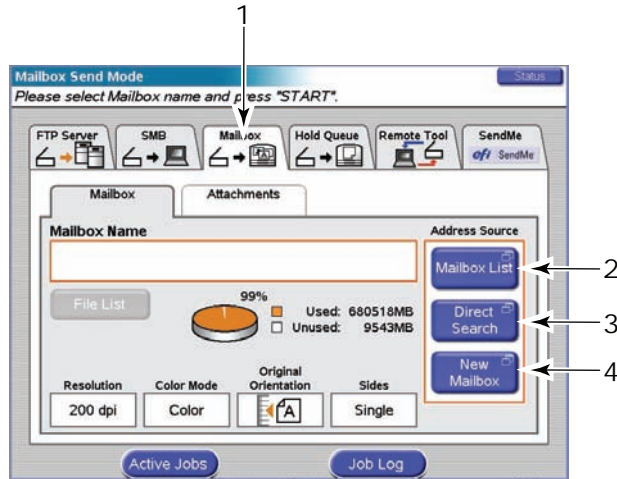 1
Mailbox Send Mode
Status
Please select Mailbox name and press "START".
FTP Server
SMB
Mailbox
Hold Queue
Remote Tool
SendMe
efi SendMe
Mailbox
Attachments
Mailbox Name
Address Source
Mailbox List
2
File List
99%
Used: 680518MB
Unused: 9543MB
Direct
Search
3
New
Mailbox
4
Resolution
Color Mode
Original
Orientation
Sides
200 dpi
Color
A
Single
Active Jobs
Job Log